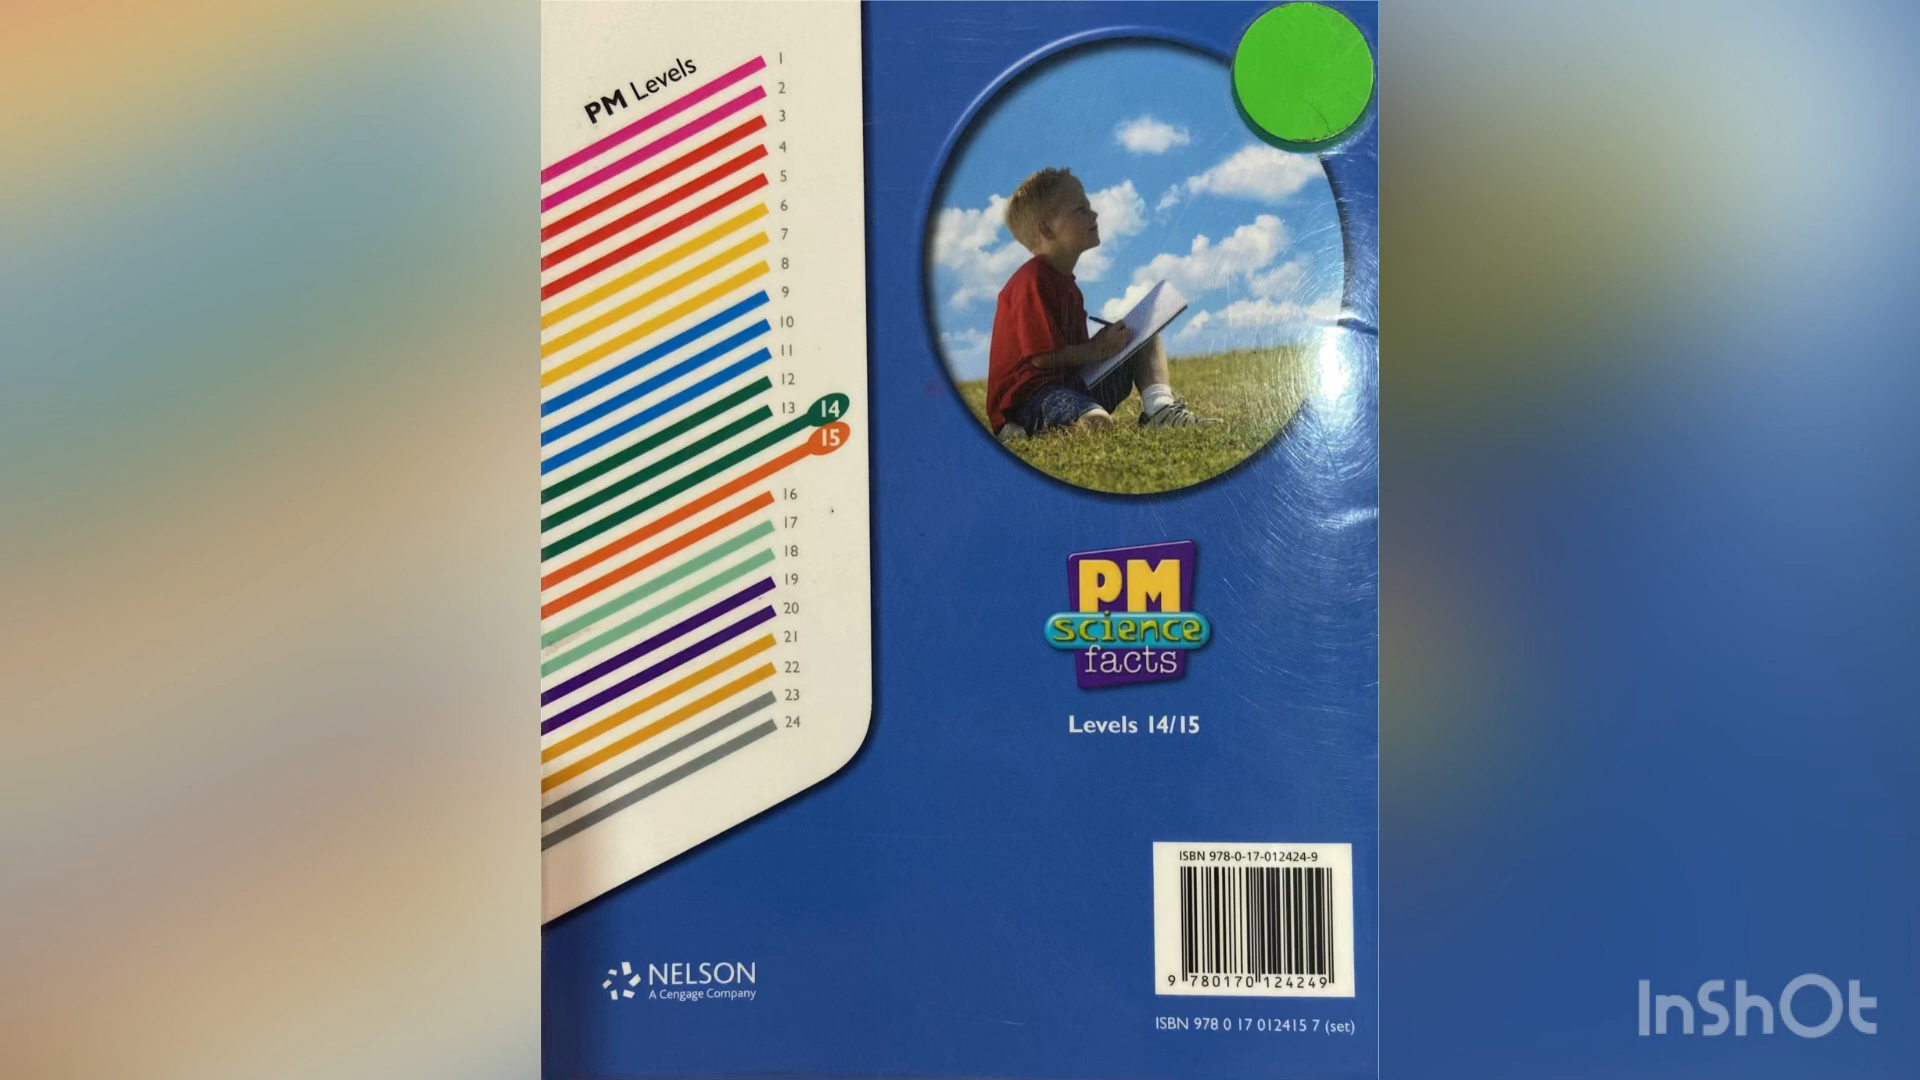 PM Levels
1
2
3
4
5
6
7
8
9
10
11
12
13
14
15
16
17
18
19
20
21
22
23
24
PM
science
facts
Levels 14/15
NELSON
A Cengage Company
ISBN 978-0-17-012424-9
9 780170 124249
ISBN 978 0 17 012415 7 (set)
InShOt